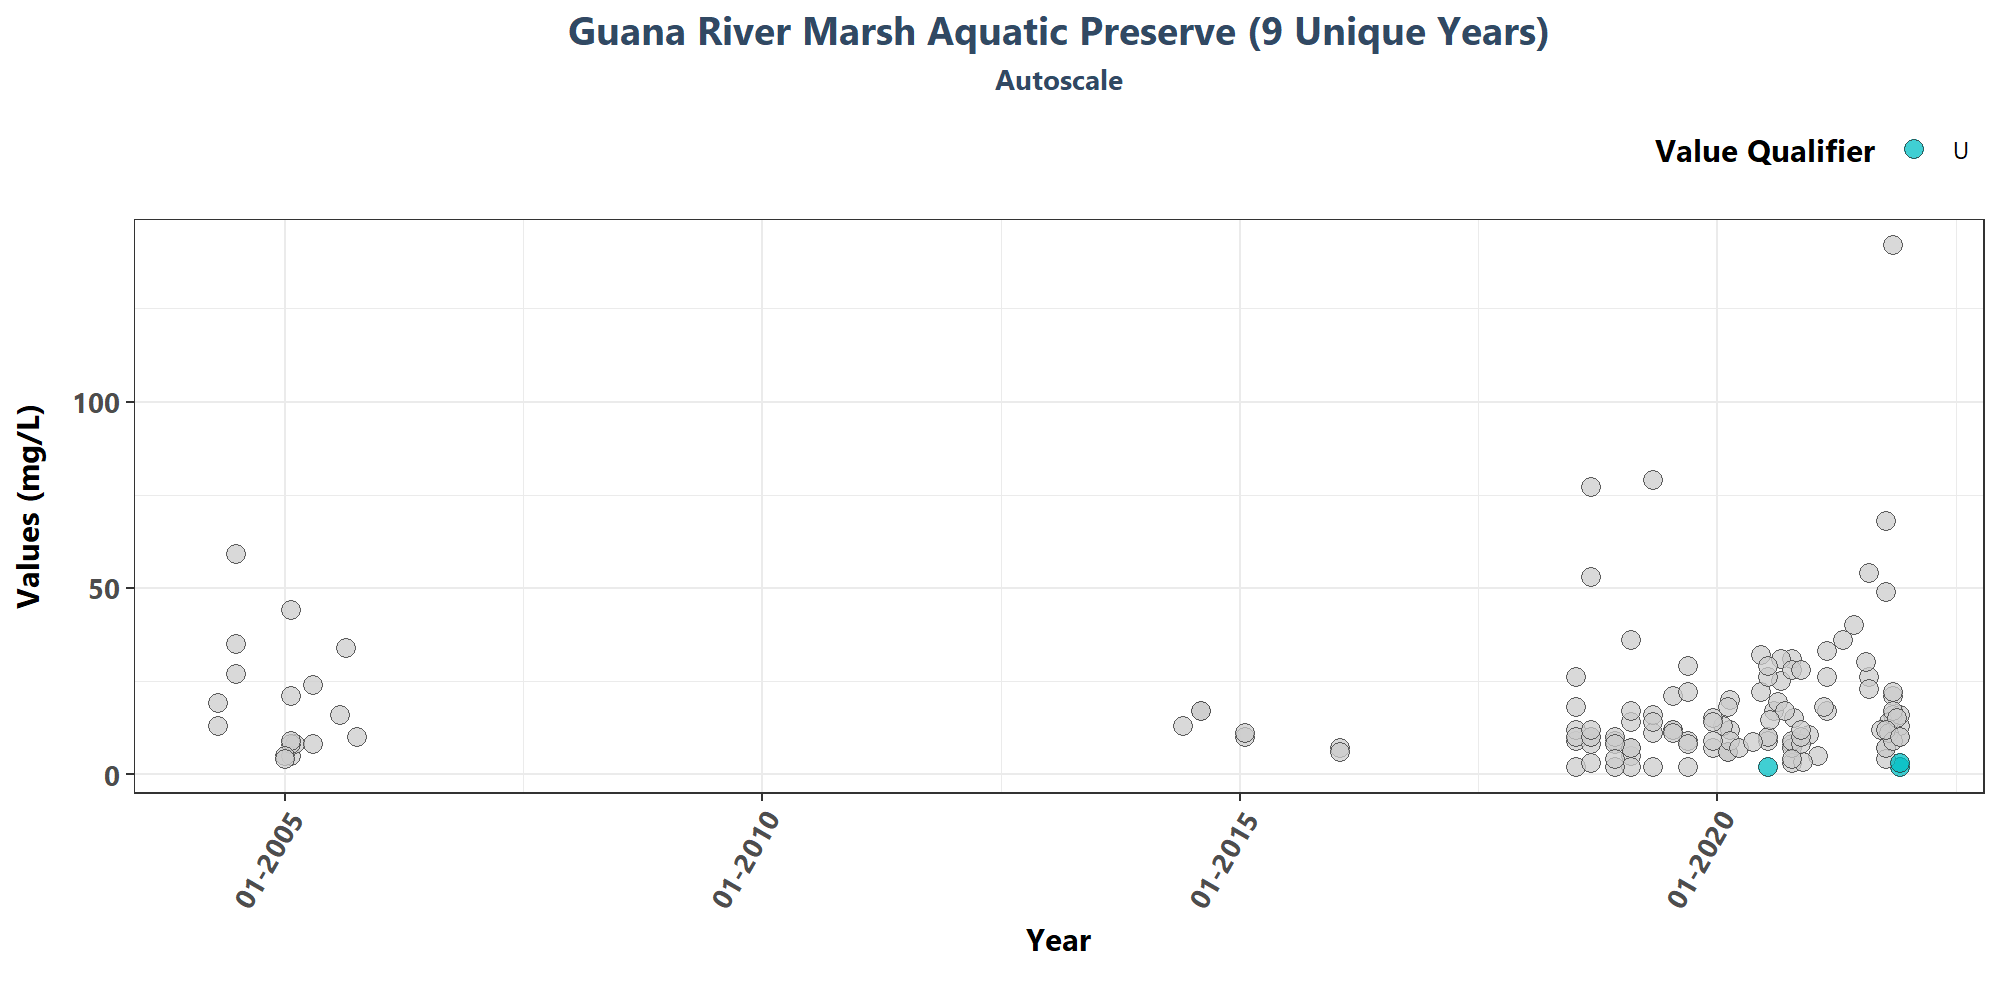 Guana River Marsh Aquatic Preserve (9 Unique Years)
Autoscale
Value Qualifier U
Values (mg/L)
100
50
0
01-2005 01-2010 01-2015 01-2020
Year